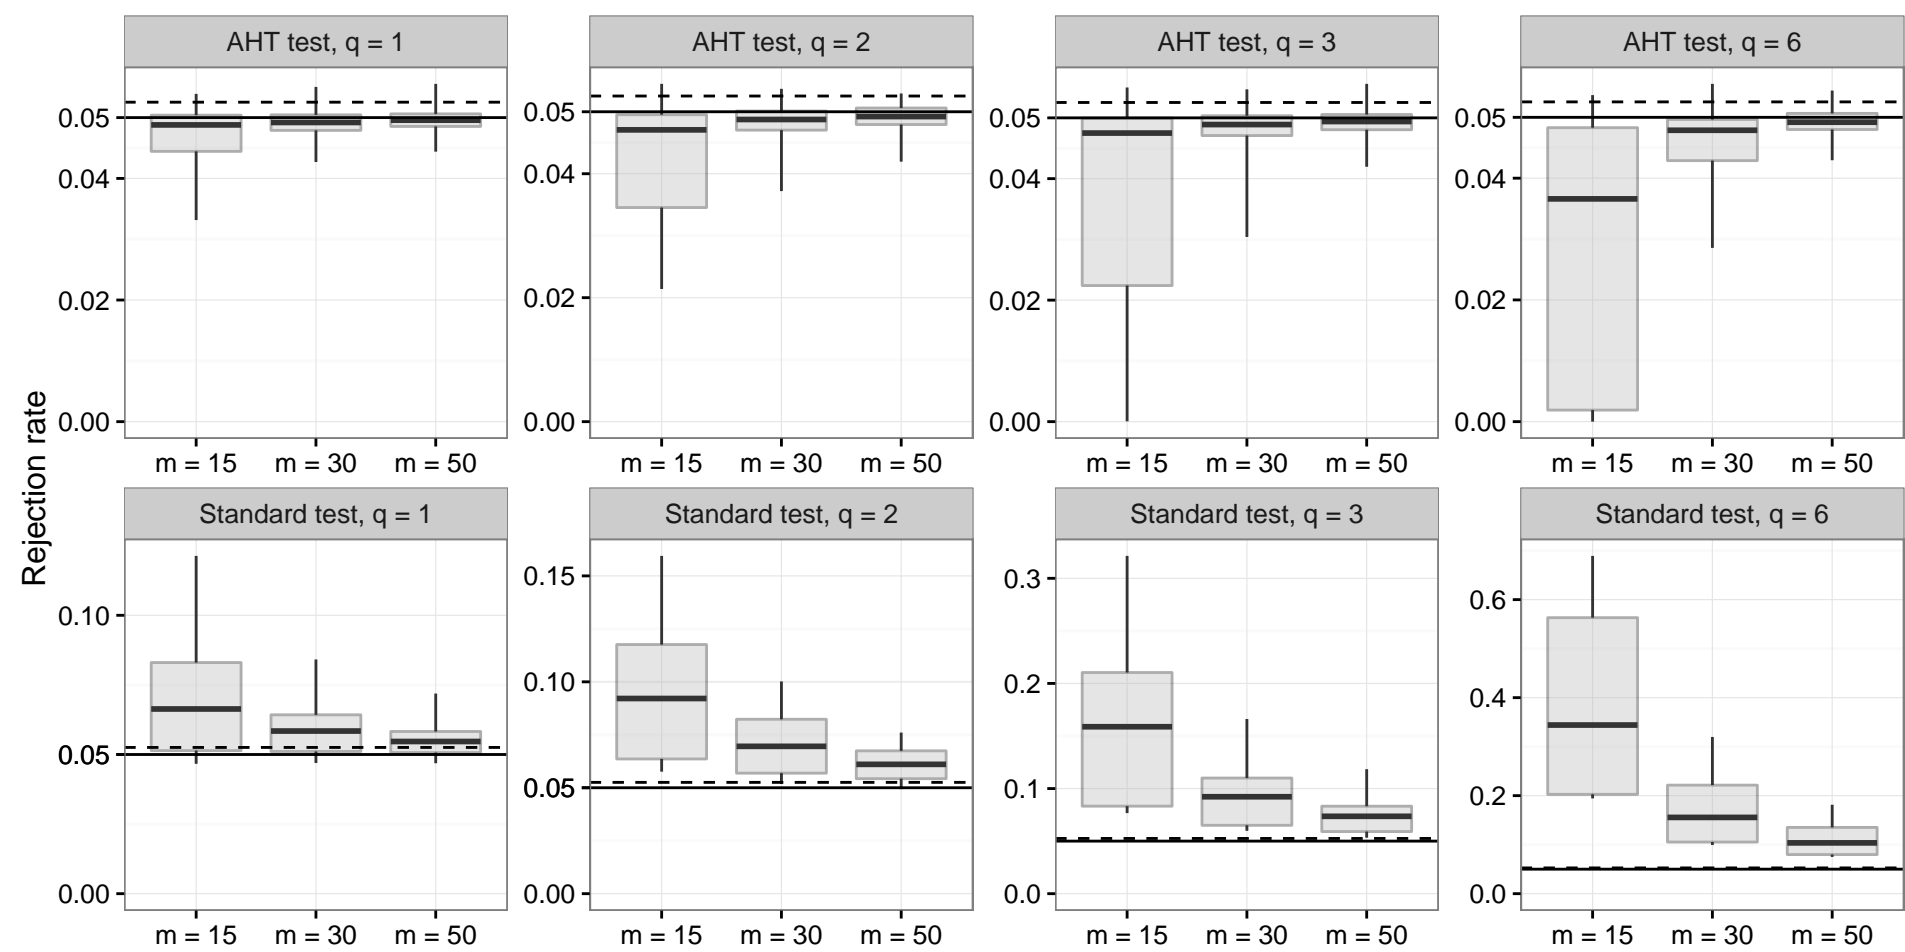 Rejection rate
AHT test, q = 1
0.05
0.04
0.02
0.00
m = 15 m = 30 m = 50
AHT test, q = 2
0.05
0.04
0.02
0.00
m = 15 m = 30 m = 50
AHT test, q = 3
0.05
0.04
0.02
0.00
m = 15 m = 30 m = 50
AHT test, q = 6
0.05
0.04
0.02
0.00
m = 15 m = 30 m = 50
Standard test, q = 1
0.10
0.05
0.00
m = 15 m = 30 m = 50
Standard test, q = 2
0.15
0.10
0.05
0.00
m = 15 m = 30 m = 50
Standard test, q = 3
0.3
0.2
0.1
0.0
m = 15 m = 30 m = 50
Standard test, q = 6
0.6
0.4
0.2
0.0
m = 15 m = 30 m = 50